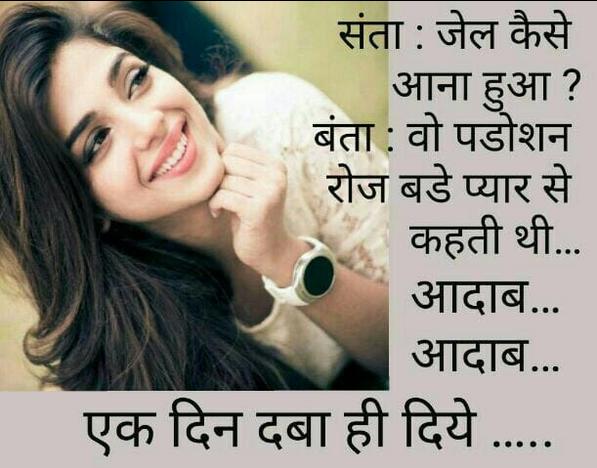 संता : जेल कैसे
आना हुआ ?
बंता : वो पडोशन
रोज बडे प्यार से
कहती थी...
आदाब...
आदाब...
एक दिन दबा ही दिये .....